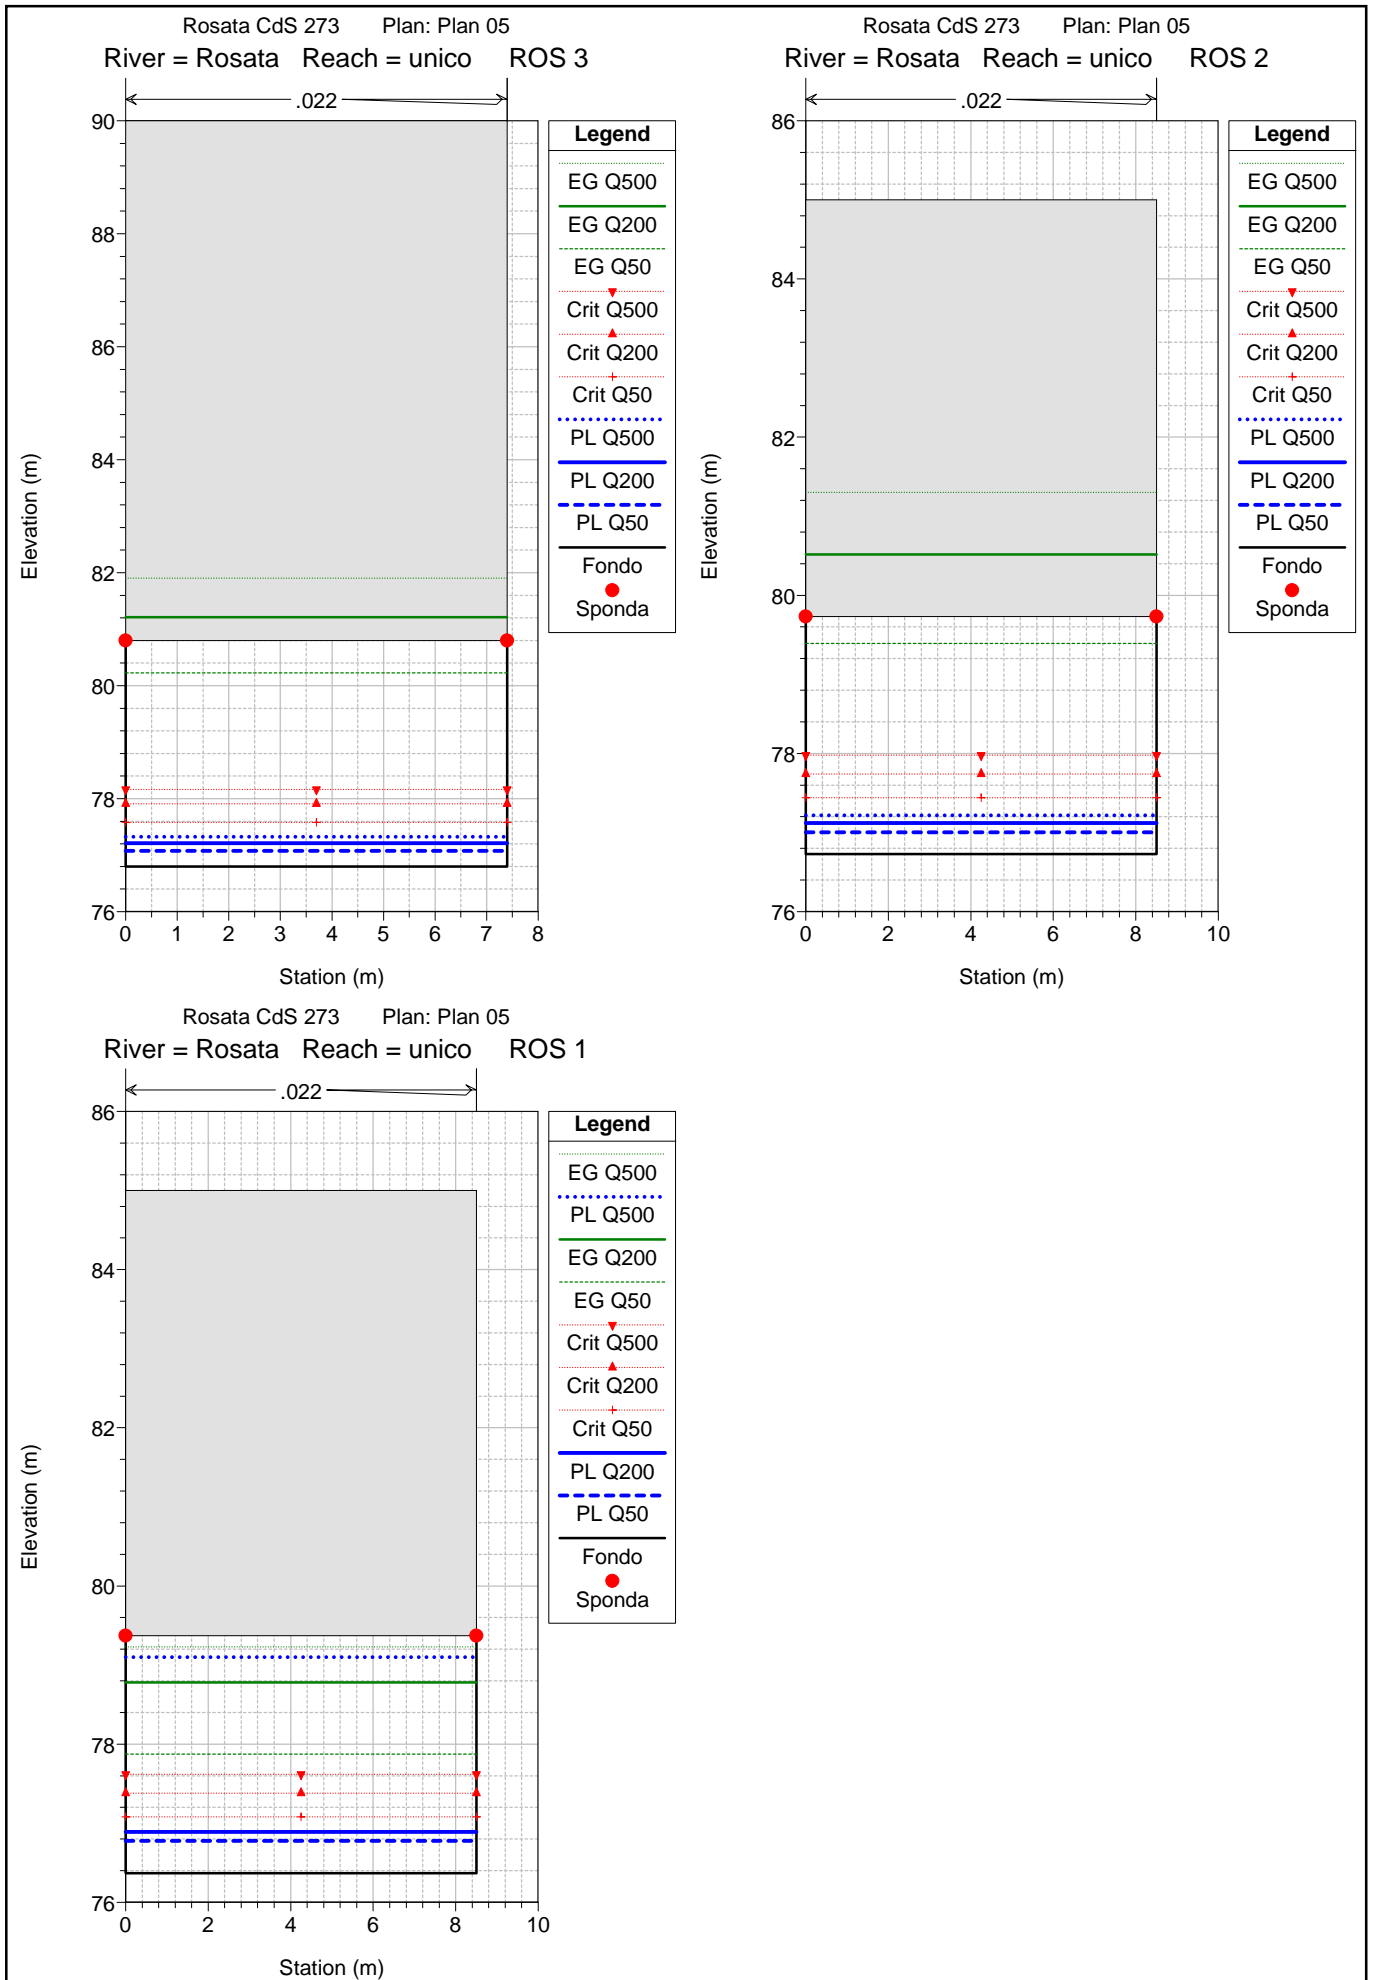 Rosata CdS 273 Plan: Plan 05
River = Rosata Reach = unico ROS 3
.022
90
88
86
84
82
80
78
76
Elevation (m)
0 1 2 3 4 5 6 7 8
Station (m)
Legend
EG Q500
EG Q200
EG Q50
Crit Q500
Crit Q200
Crit Q50
PL Q500
PL Q200
PL Q50
Fondo
Sponda
Rosata CdS 273 Plan: Plan 05
River = Rosata Reach = unico ROS 2
.022
86
84
82
80
78
76
Elevation (m)
0 2 4 6 8 10
Station (m)
Legend
EG Q500
EG Q200
EG Q50
Crit Q500
Crit Q200
Crit Q50
PL Q500
PL Q200
PL Q50
Fondo
Sponda
Rosata CdS 273 Plan: Plan 05
River = Rosata Reach = unico ROS 1
.022
86
84
82
80
78
76
Elevation (m)
0 2 4 6 8 10
Station (m)
Legend
EG Q500
PL Q500
EG Q200
EG Q50
Crit Q500
Crit Q200
Crit Q50
PL Q200
PL Q50
Fondo
Sponda